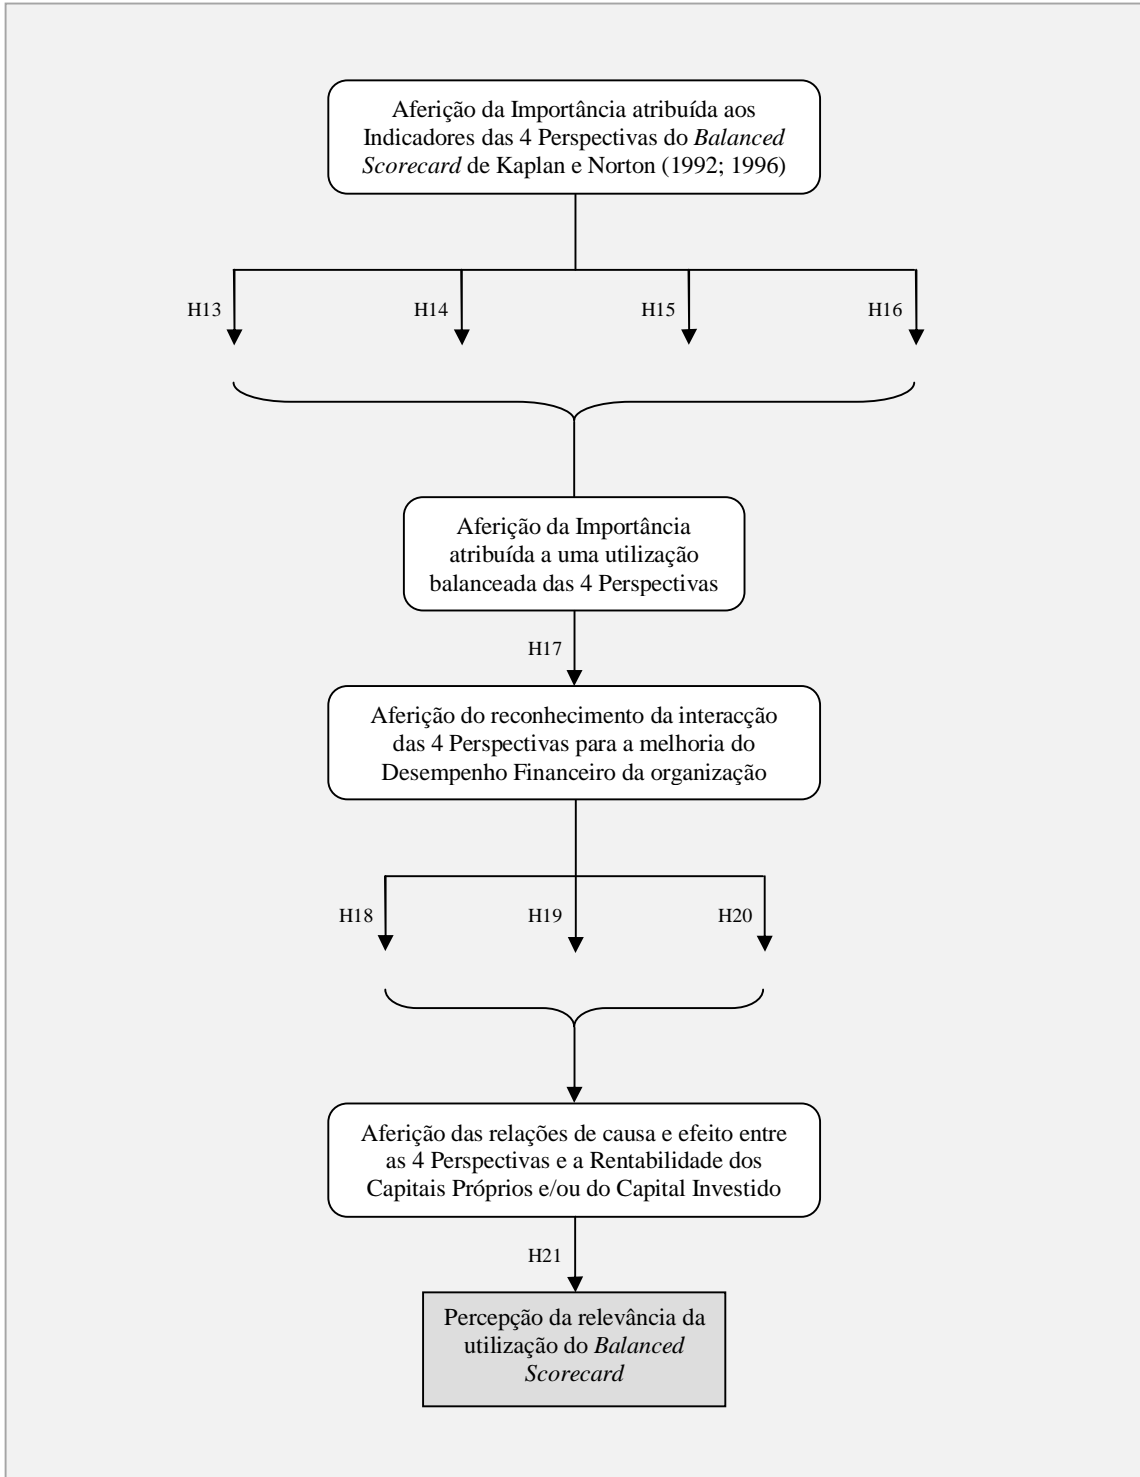 Aferição da Importância atribuída aos
Indicadores das 4 Perspectivas do Balanced
Scorecard de Kaplan e Norton (1992; 1996)
H13
H14
H15
H16
Aferição da Importância
atribuída a uma utilização
balanceada das 4 Perspectivas
H17
Aferição do reconhecimento da interacção
das 4 Perspectivas para a melhoria do
Desempenho Financeiro da organização
H18
H19
H20
Aferição das relações de causa e efeito entre
as 4 Perspectivas e a Rentabilidade dos
Capitais Próprios e/ou do Capital Investido
H21
Percepção da relevância da
utilização do Balanced
Scorecard